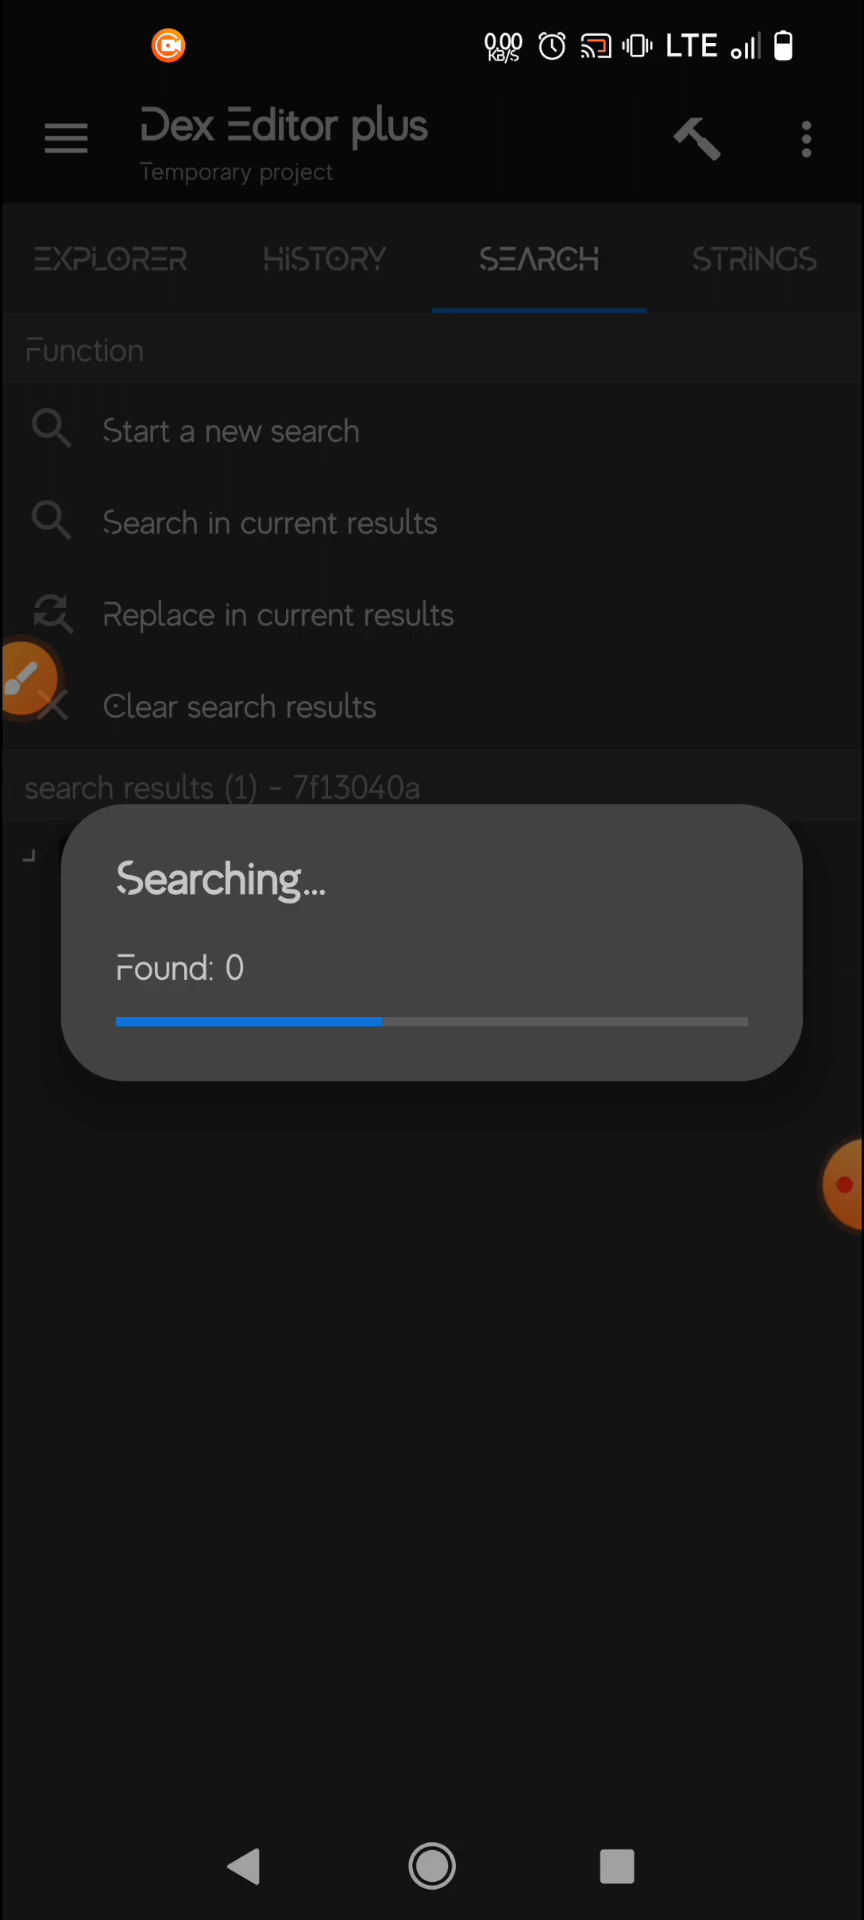 0.00
KB/S
LTE
Dex Editor plus
Temporary project
EXPLORER
HISTORY
SEARCH
STRINGS
Function
Start a new search
Search in current results
Replace in current results
Clear search results
search results (1) - 7f13040a
Searching...
Found: 0